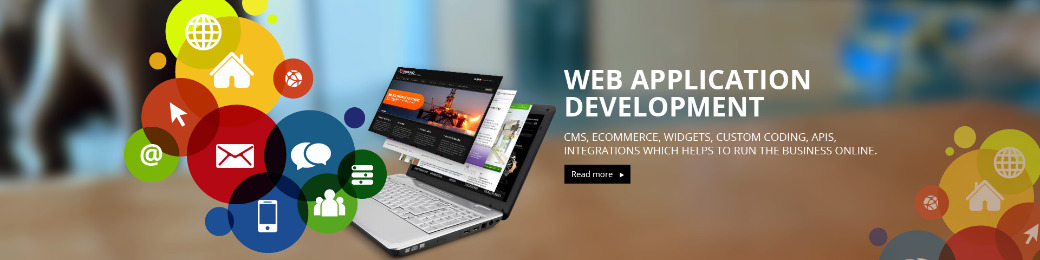 WEB APPLICATION
DEVELOPMENT
CMS, ECOMMERCE, WIDGETS, CUSTOM CODING, APIS,
INTEGRATIONS WHICH HELPS TO RUN THE BUSINESS ONLINE.
Read more
@